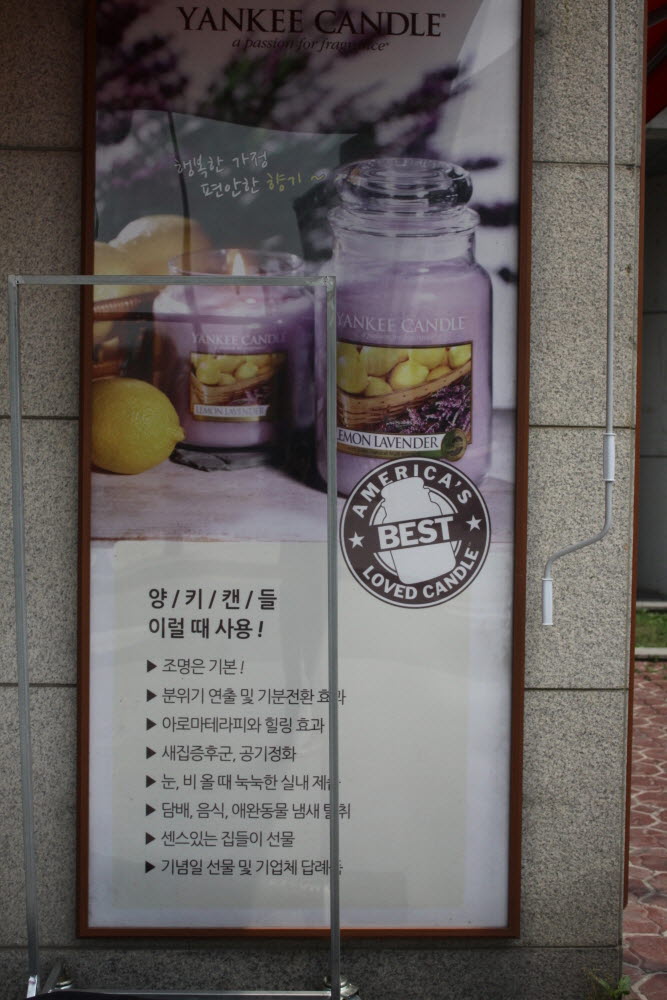 YANKEE CANDLE®
a passion for fragrance®
행복한 가정
편안한 향기~
YANKEE CANDLE
LEMON LAVENDER
YANKEE CANDLE
LEMON LAVENDER
AMERICA'S
BEST
LOVED CANDLE™
양/키/캔/들
이럴 때 사용!
▶ 조명은 기본!
▶ 분위기 연출 및 기분전환 효과
▶ 아로마테라피와 힐링 효과
▶ 새집증후군, 공기정화
▶ 눈, 비 올 때 눅눅한 실내 제습
▶ 담배, 음식, 애완동물 냄새 탈취
▶ 센스있는 집들이 선물
▶ 기념일 선물 및 기업체 답례품